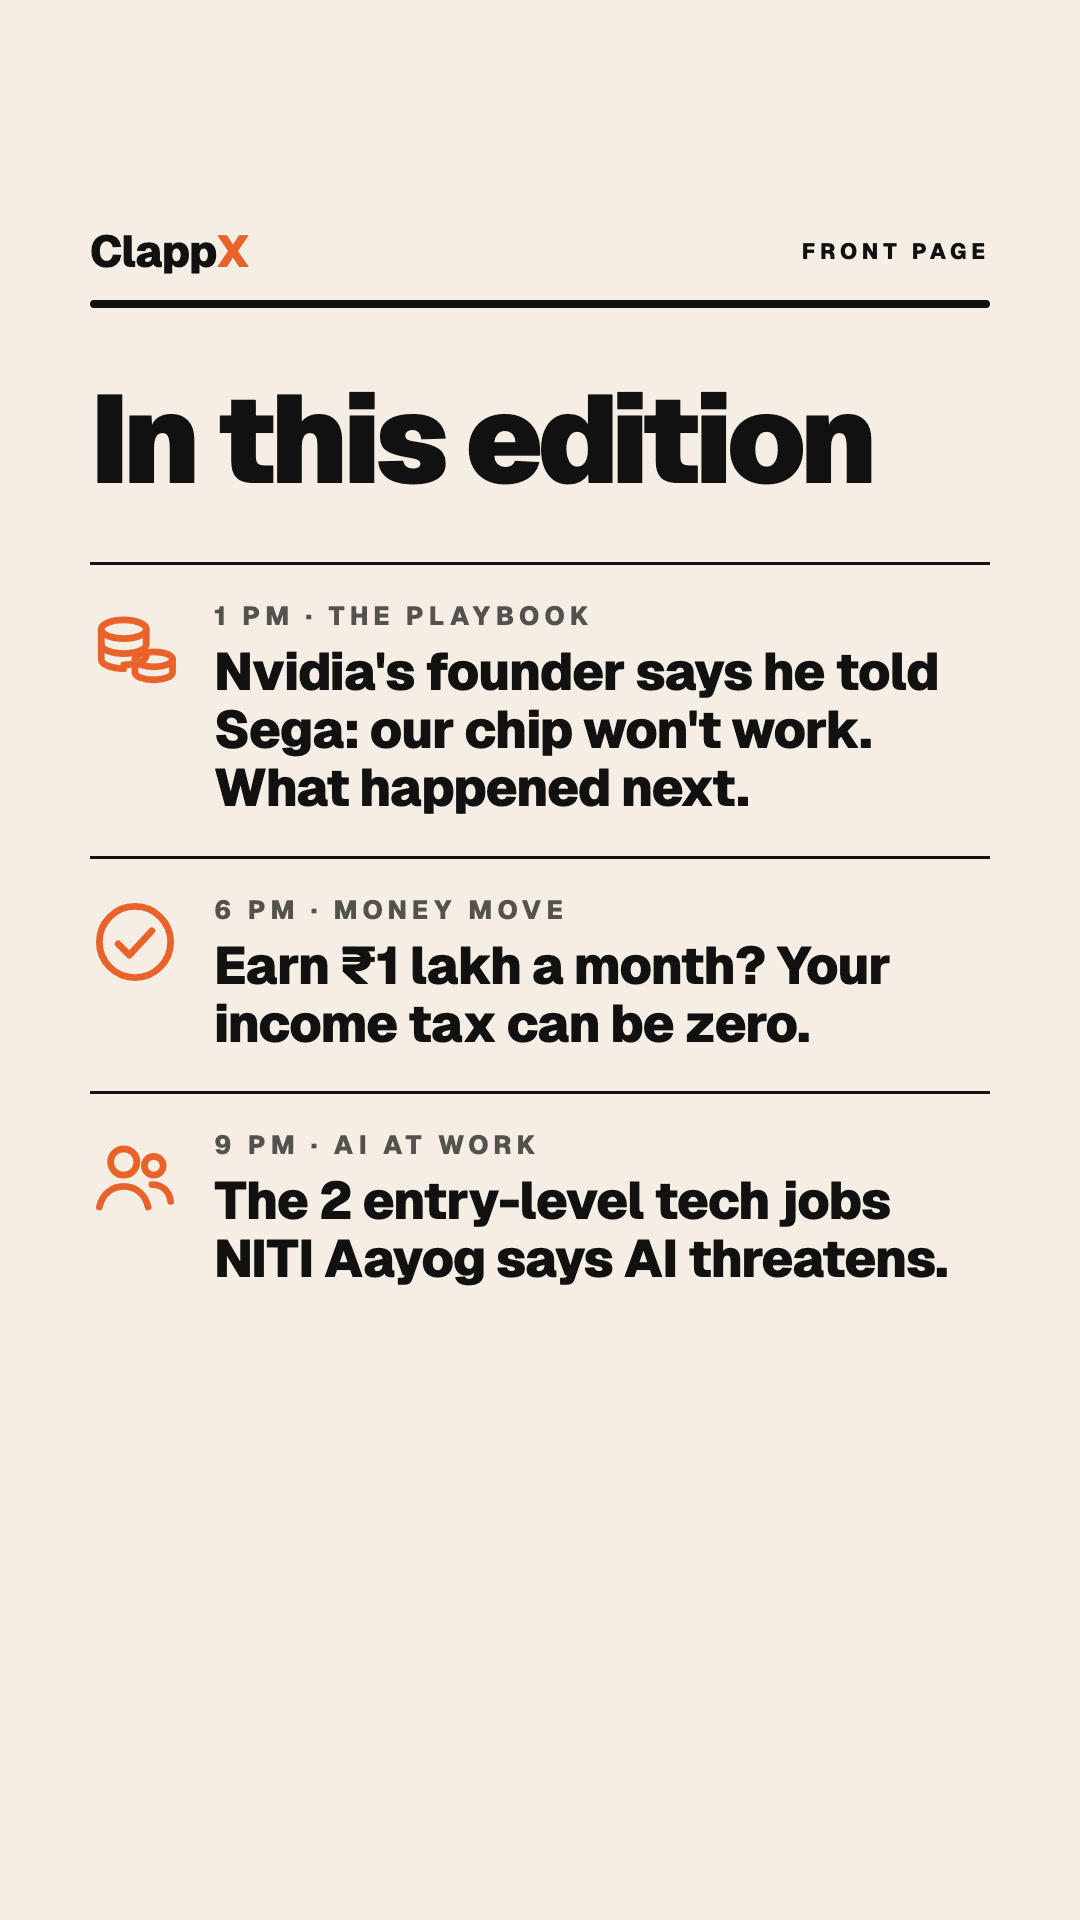 ClappX
FRONT PAGE
In this edition
1 PM · THE PLAYBOOK
Nvidia's founder says he told
Sega: our chip won't work.
What happened next.
6 PM · MONEY MOVE
Earn ₹1 lakh a month? Your
income tax can be zero.
9 PM · AI AT WORK
The 2 entry-level tech jobs
NITI Aayog says AI threatens.